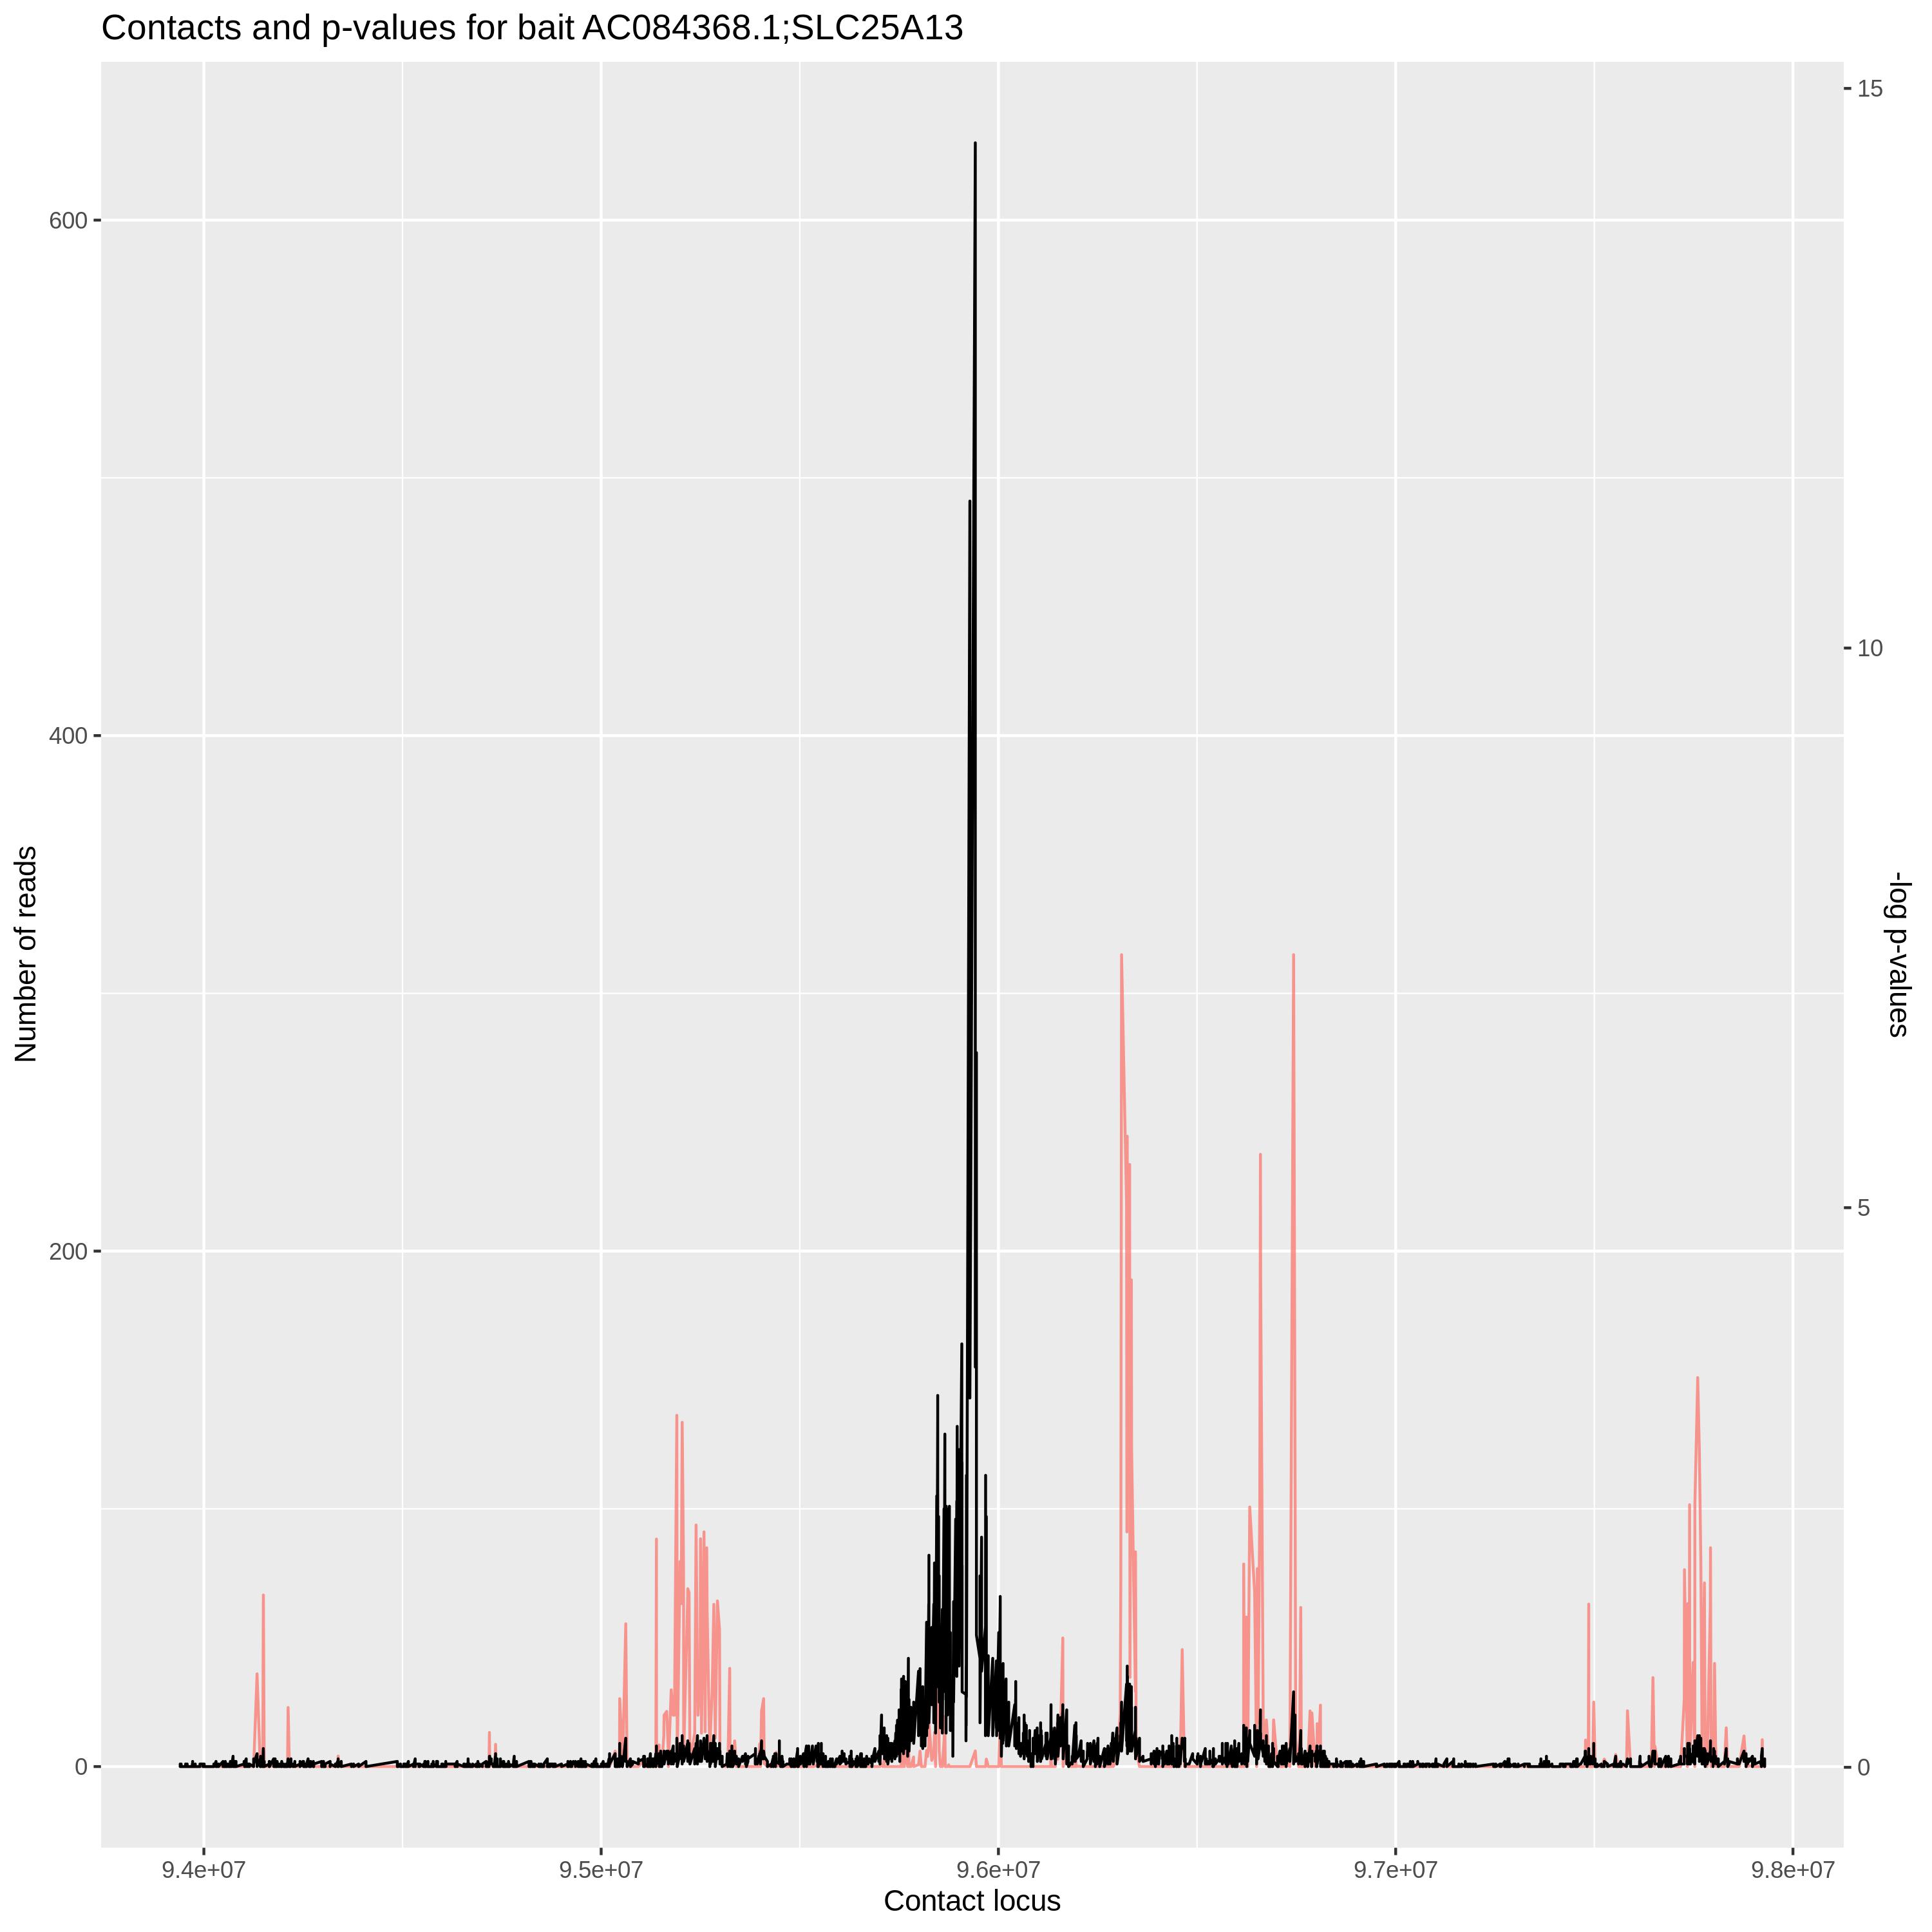 Contacts and p-values for bait AC084368.1;SLC25A13
15
600
10
400
Number of reads
-log p-values
5
200
0
0
9.4e+07
9.5e+07
9.6e+07
9.7e+07
9.8e+07
Contact locus